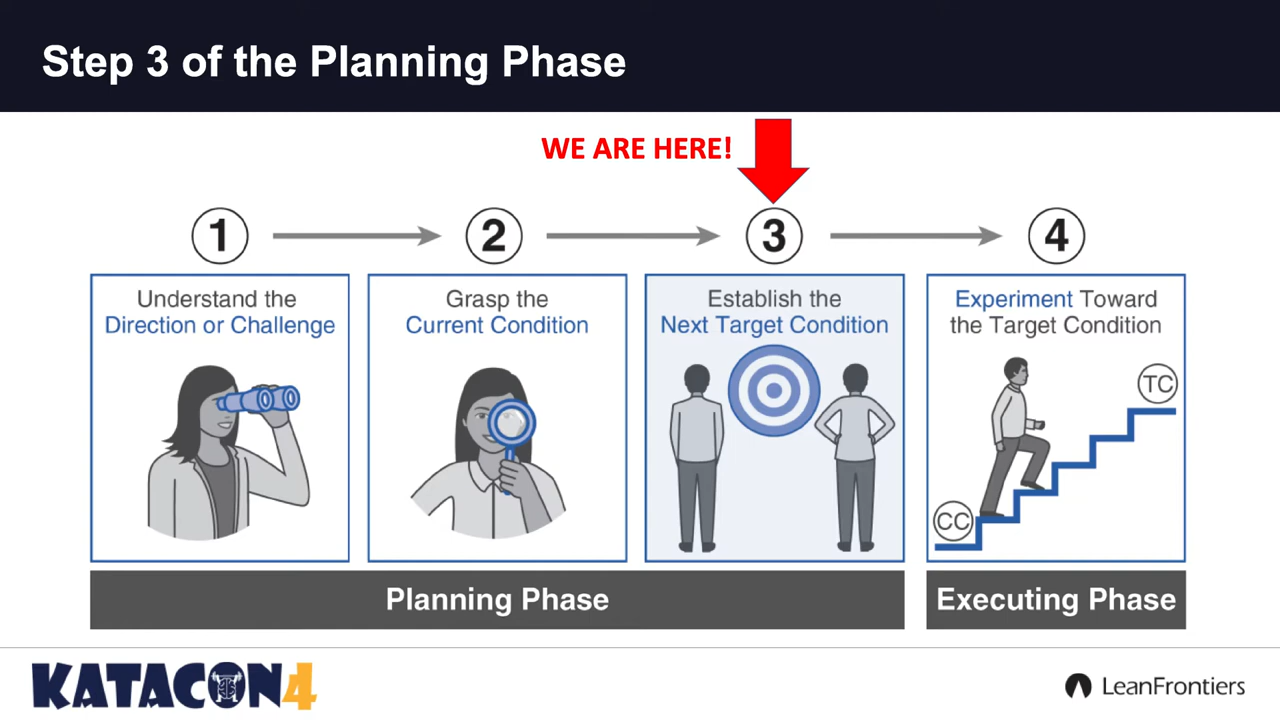 Step 3 of the Planning Phase
WE ARE HERE!
1
2
3
4
Understand the
Direction or Challenge
Grasp the
Current Condition
Establish the
Next Target Condition
Experiment Toward
the Target Condition
TC
CC
Planning Phase
Executing Phase
KATACON4
LeanFrontiers